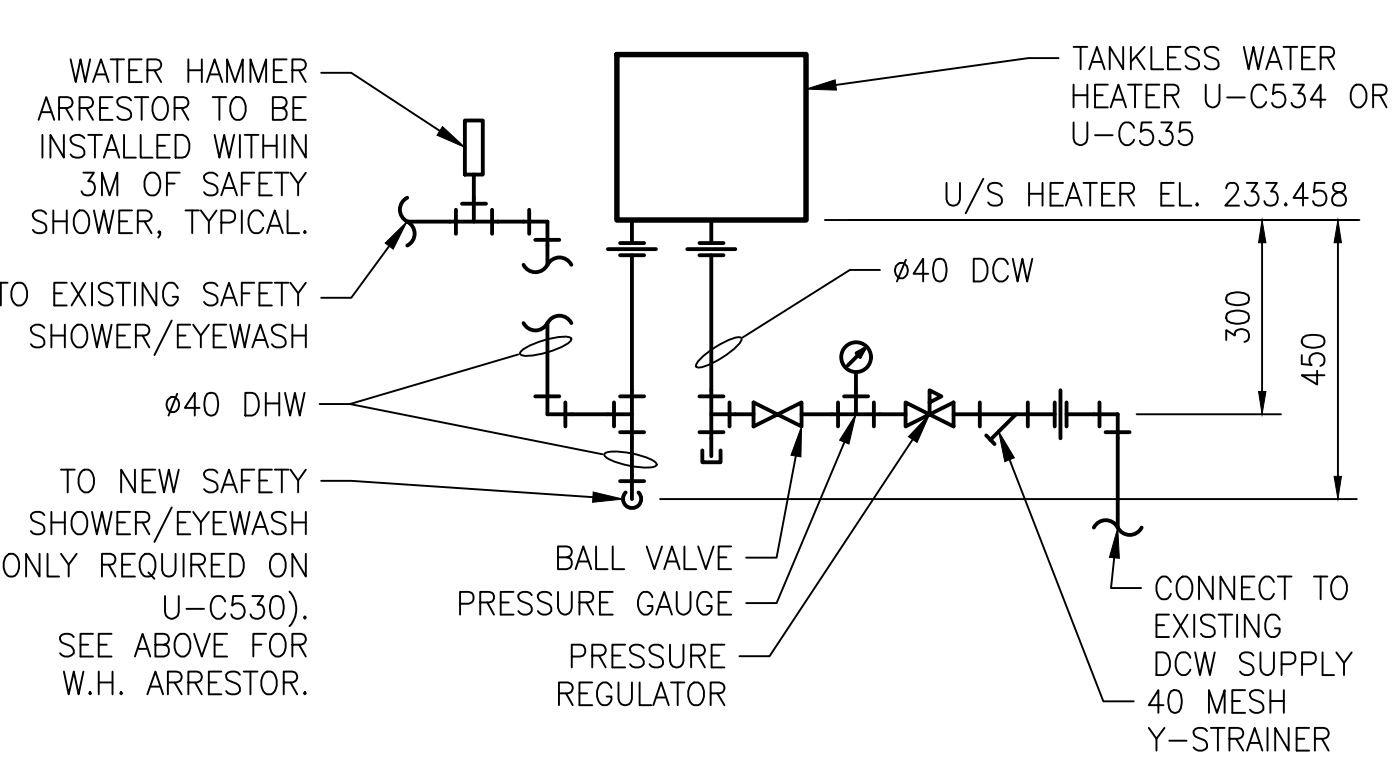 WATER HAMMER
ARRESTOR TO BE
INSTALLED WITHIN
3M OF SAFETY
SHOWER, TYPICAL.
TO EXISTING SAFETY
SHOWER/EYEWASH
ø40 DHW
TO NEW SAFETY
SHOWER/EYEWASH
ONLY REQUIRED ON
U-C530).
SEE ABOVE FOR
W.H. ARRESTOR.
TANKLESS WATER
HEATER U-C534 OR
U-C535
U/S HEATER EL. 233.458
ø40 DCW
300
450
BALL VALVE
PRESSURE GAUGE
PRESSURE
REGULATOR
CONNECT TO
EXISTING
DCW SUPPLY
40 MESH
Y-STRAINER